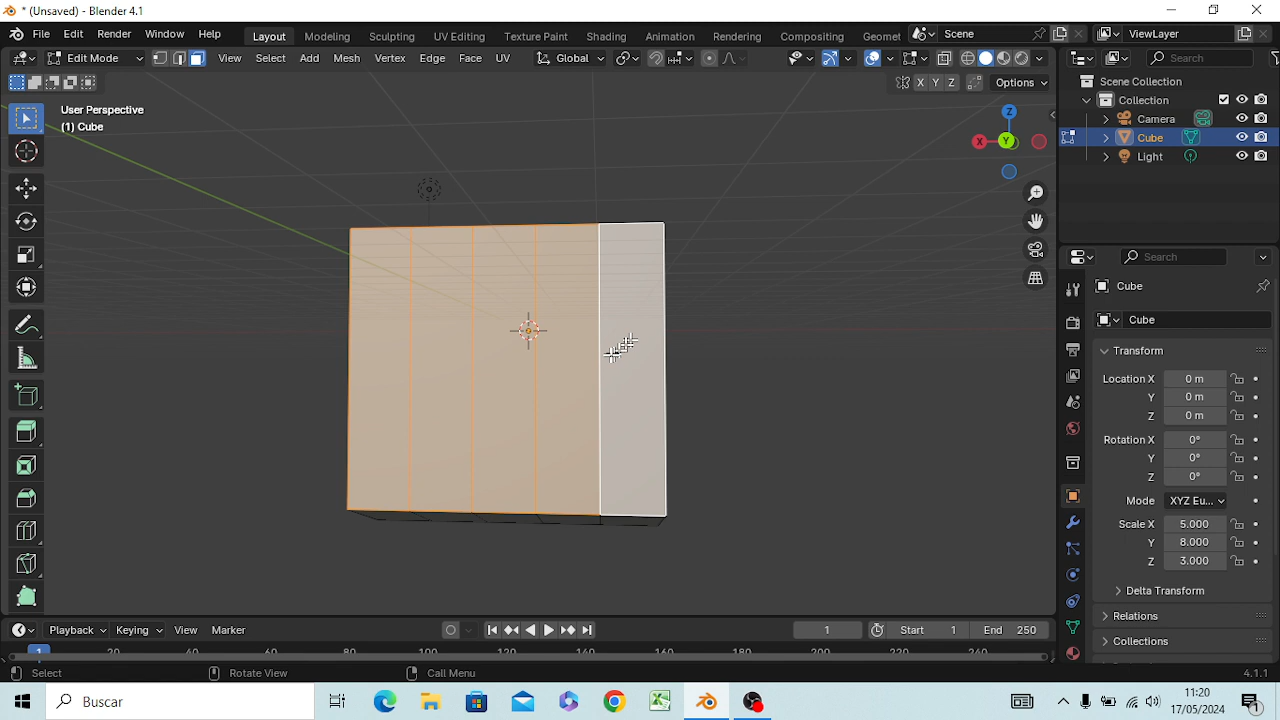 * (Unsaved) - Blender 4.1
File Edit Render Window Help Layout Modeling Sculpting UV Editing Texture Paint Shading Animation Rendering Compositing Geomet Scene ViewLayer
Edit Mode View Select Add Mesh Vertex Edge Face UV Global Search
X Y Z Options
User Perspective
(1) Cube
Z
X Y
Scene Collection
Collection
Camera
Cube
Light
Search
Cube
Cube
Transform
Location X 0 m
Y 0 m
Z 0 m
Rotation X 0°
Y 0°
Z 0°
Mode XYZ Eu...
Scale X 5.000
Y 8.000
Z 3.000
Delta Transform
Relations
Collections
Playback Keying View Marker 1 Start 1 End 250
1 20 40 60 80 100 120 140 160 180 200 220 240
Select Rotate View Call Menu 4.1.1
Buscar
11:20
17/05/2024
1